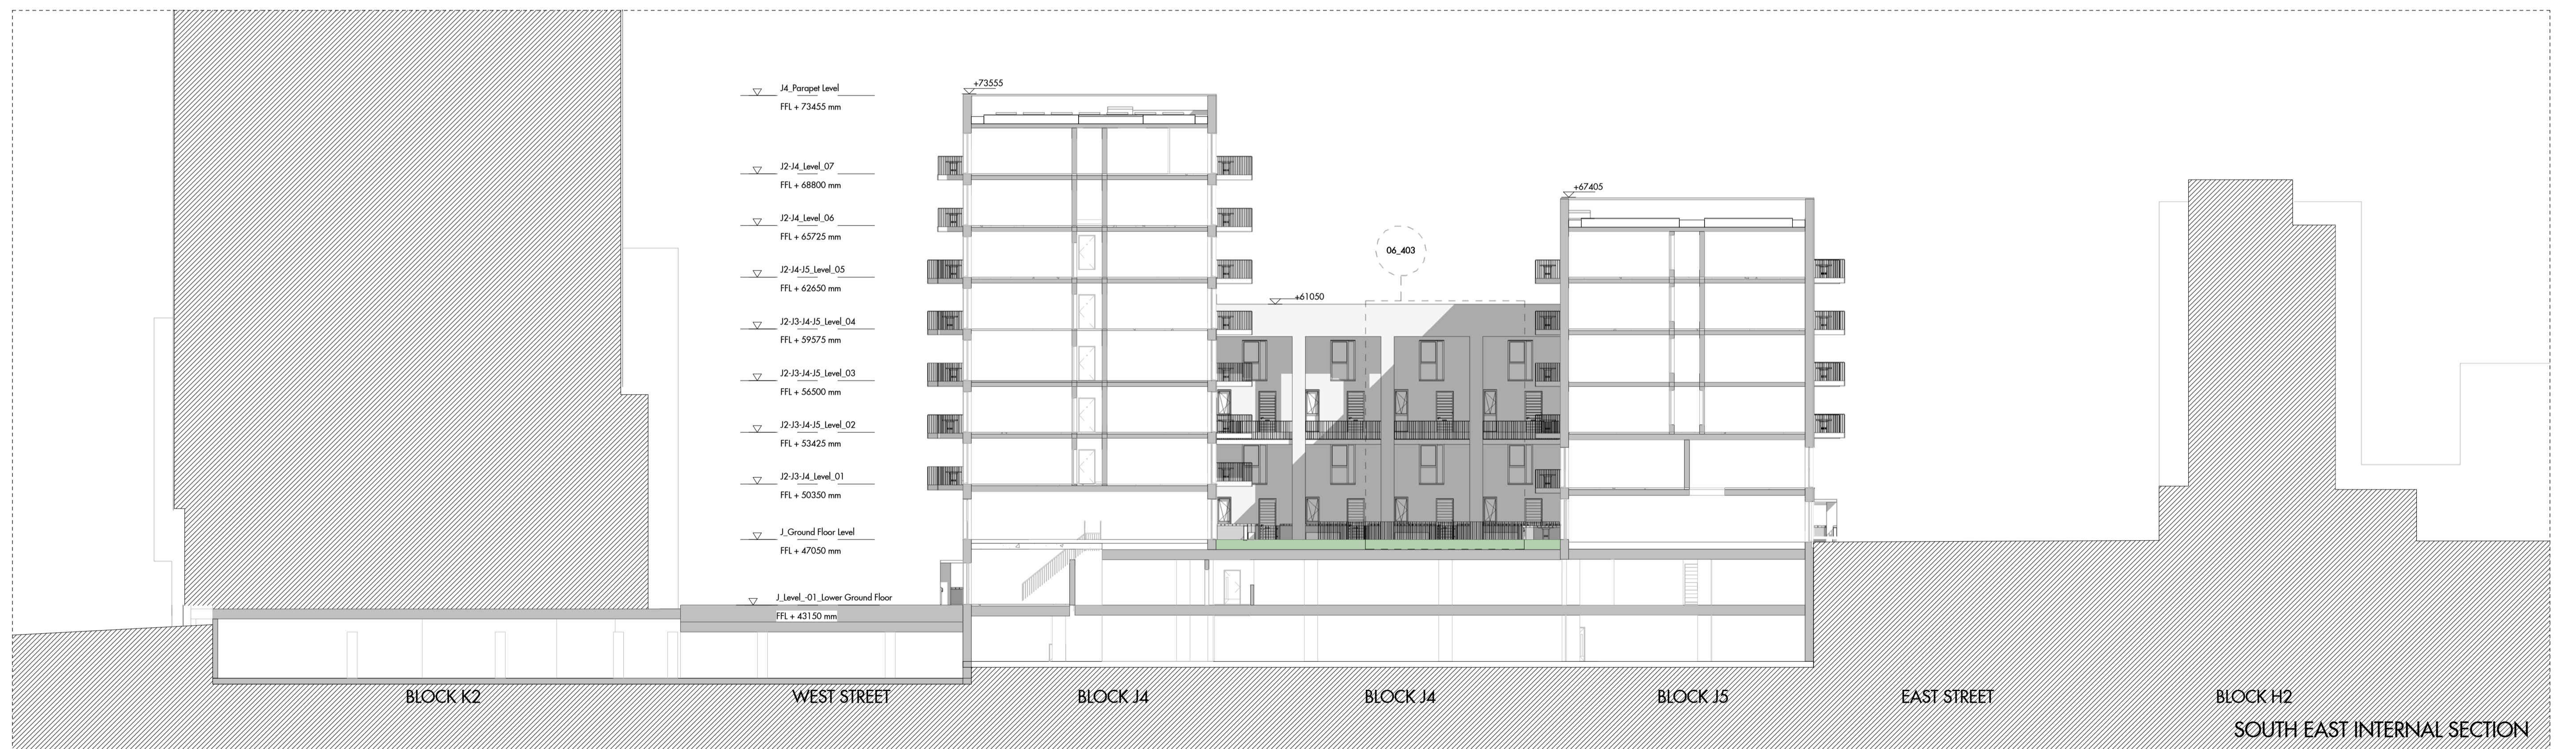 +73555
J4_Parapet Level
FFL + 73455 mm
J2-J4_Level_07
FFL + 68800 mm
+67405
J2-J4_Level_06
FFL + 65725 mm
06_403
J2-J4-J5_Level_05
FFL + 62650 mm
+61050
J2-J3-J4-J5_Level_04
FFL + 59575 mm
J2-J3-J4-J5_Level_03
FFL + 56500 mm
J2-J3-J4-J5_Level_02
FFL + 53425 mm
J2-J3-J4_Level_01
FFL + 50350 mm
J_Ground Floor Level
FFL + 47050 mm
J_Level_-01_Lower Ground Floor
FFL + 43150 mm
BLOCK K2
WEST STREET
BLOCK J4
BLOCK J4
BLOCK J5
EAST STREET
BLOCK H2
SOUTH EAST INTERNAL SECTION